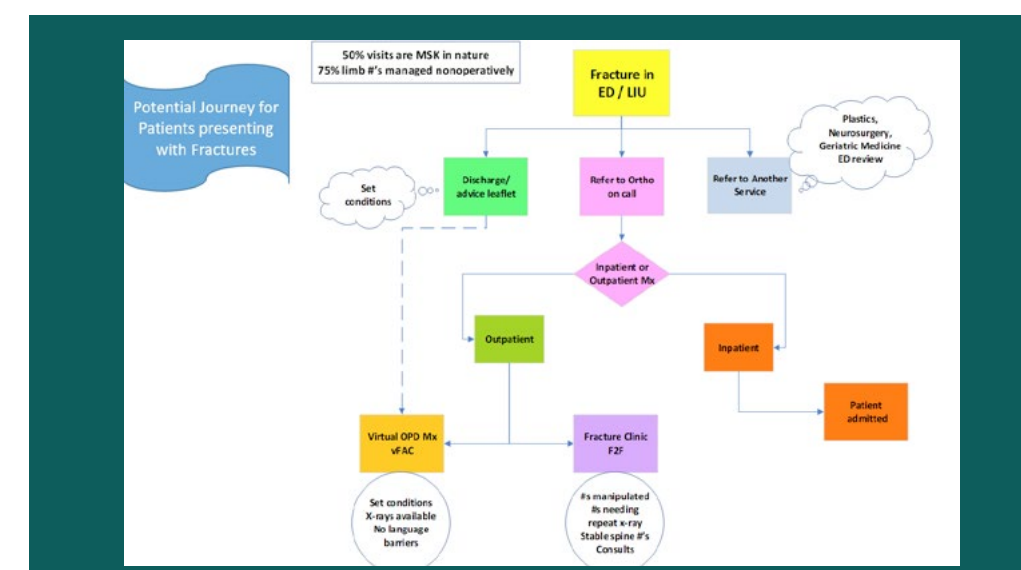 50% visits are MSK in nature
75% limb #'s managed nonoperatively
Potential Journey for
Patients presenting
with Fractures
Fracture in
ED / LIU
Plastics,
Neurosurgery,
Geriatric Medicine
ED review
Set
conditions
Discharge/
advice leaflet
Refer to Ortho
on call
Refer to Another
Service
Inpatient or
Outpatient Mx
Outpatient
Inpatient
Patient
admitted
Virtual OPD Mx
vFAC
Fracture Clinic
F2F
Set conditions
X-rays available
No language
barriers
#s manipulated
#s needing
repeat x-ray
Stable spine #'s
Consults